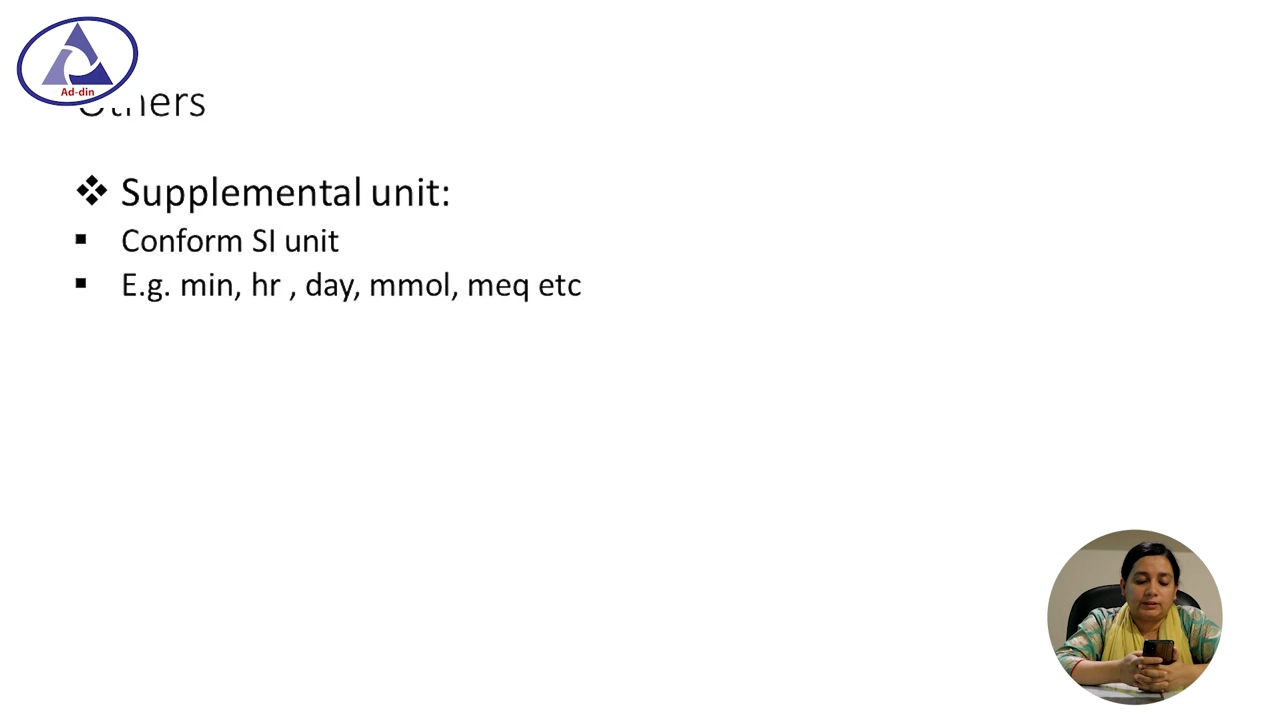 Ad-din
Others
Supplemental unit:
Conform SI unit
E.g. min, hr , day, mmol, meq etc